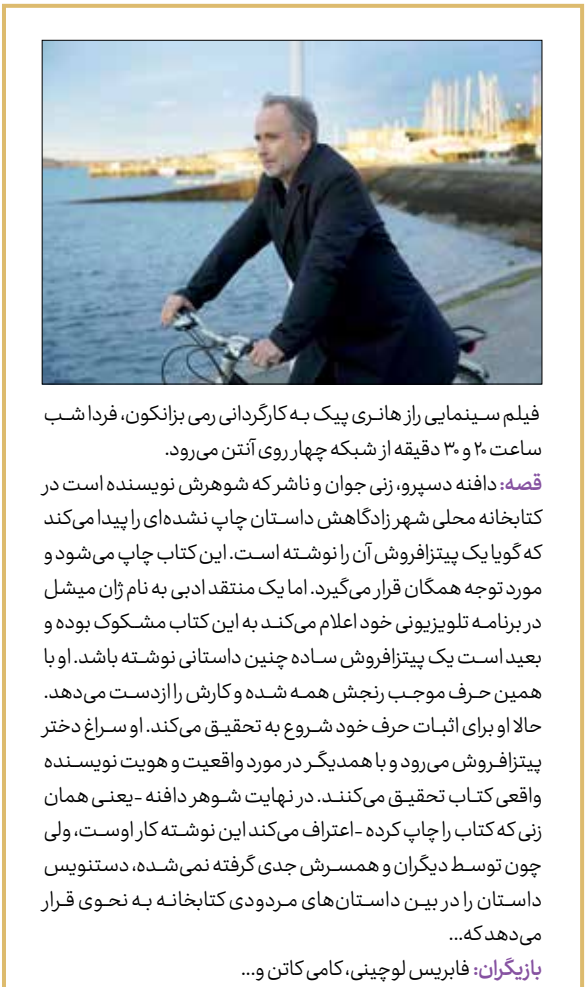 فیلم سینمایی راز هانری پیک به کارگردانی رمی بزانکون، فردا شب
ساعت ۲۰ و ۳۰ دقیقه از شبکه چهار روی آنتن می‌رود.
قصه: دافنه دسپرو، زنی جوان و ناشر که شوهرش نویسنده است در
کتابخانه محلی شهر زادگاهش داستان چاپ نشده‌ای را پیدا می‌کند
که گویا یک پیتزافروش آن را نوشته است. این کتاب چاپ می‌شود و
مورد توجه همگان قرار می‌گیرد. اما یک منتقد ادبی به نام ژان میشل
در برنامه تلویزیونی خود اعلام می‌کند به این کتاب مشکوک بوده و
بعید است یک پیتزافروش ساده چنین داستانی نوشته باشد. او با
همین حرف موجب رنجش همه شده و کارش را ازدست می‌دهد.
حالا او برای اثبات حرف خود شروع به تحقیق می‌کند. او سراغ دختر
پیتزافروش می‌رود و با همدیگر در مورد واقعیت و هویت نویسنده
واقعی کتاب تحقیق می‌کنند. در نهایت شوهر دافنه -یعنی همان
زنی که کتاب را چاپ کرده -اعتراف می‌کند این نوشته کار اوست، ولی
چون توسط دیگران و همسرش جدی گرفته نمی‌شده، دستنویس
داستان را در بین داستان‌های مردودی کتابخانه به نحوی قرار
می‌دهد که...
بازیگران: فابریس لوچینی، کامی کاتن و...